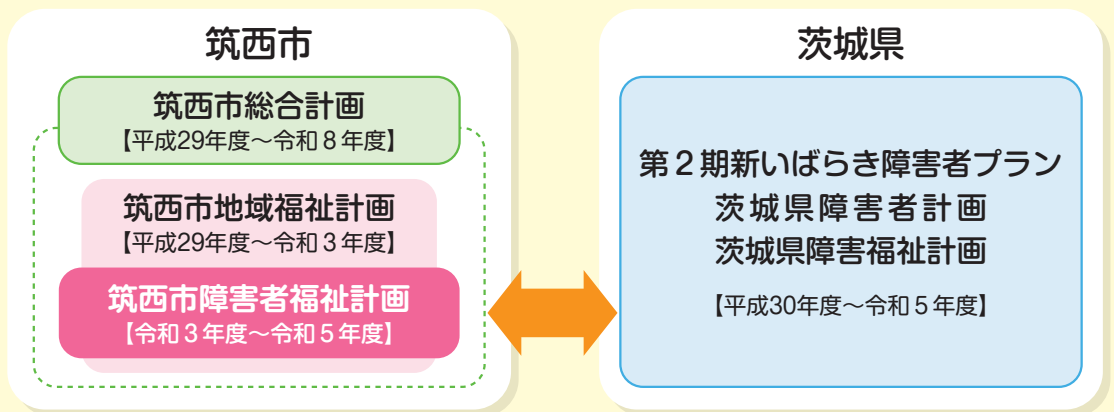 筑西市
筑西市総合計画
【平成29年度〜令和８年度】
筑西市地域福祉計画
【平成29年度〜令和３年度】
筑西市障害者福祉計画
【令和３年度〜令和５年度】
茨城県
第２期新いばらき障害者プラン
茨城県障害者計画
茨城県障害福祉計画
【平成30年度〜令和５年度】